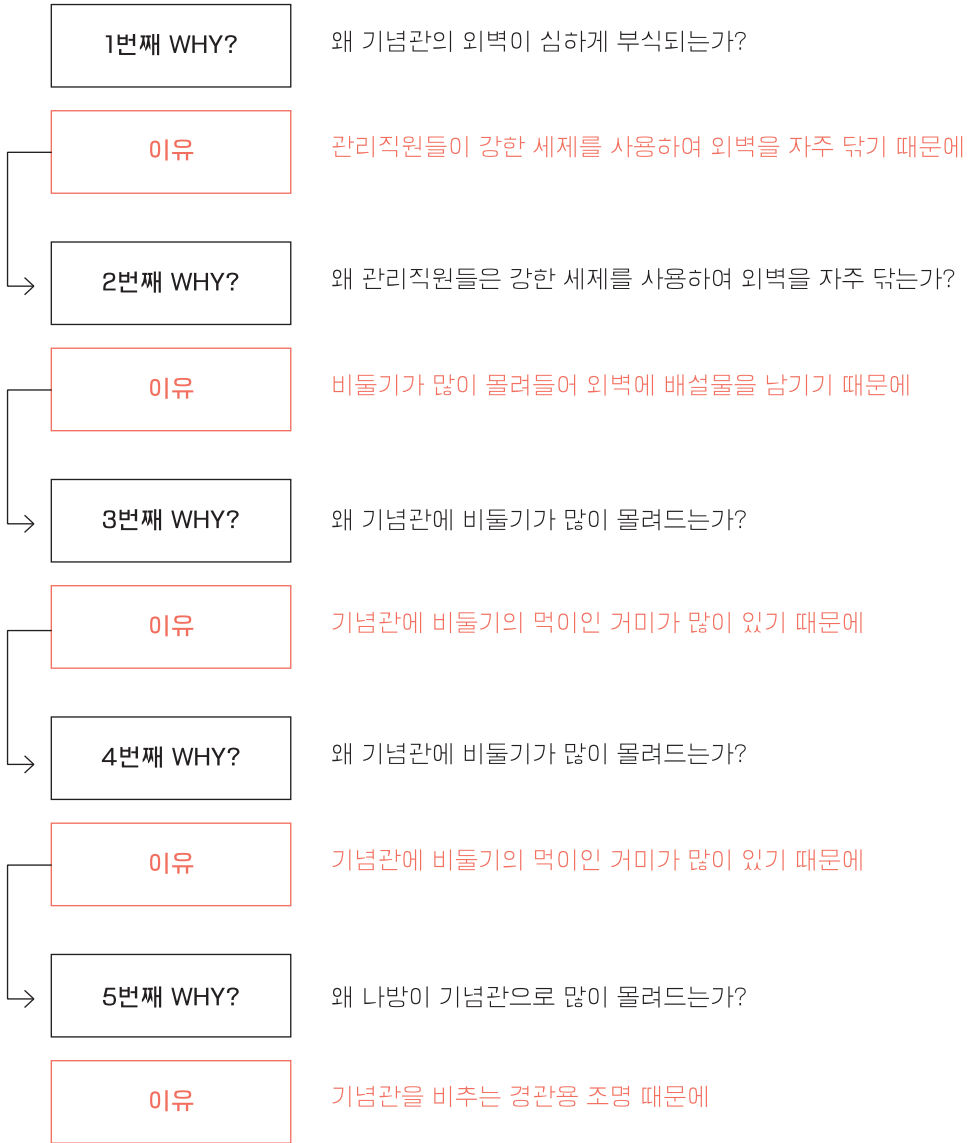 1번째 WHY?
왜 기념관의 외벽이 심하게 부식되는가?
이유
관리직원들이 강한 세제를 사용하여 외벽을 자주 닦기 때문에
2번째 WHY?
왜 관리직원들은 강한 세제를 사용하여 외벽을 자주 닦는가?
이유
비둘기가 많이 몰려들어 외벽에 배설물을 남기기 때문에
3번째 WHY?
왜 기념관에 비둘기가 많이 몰려드는가?
이유
기념관에 비둘기의 먹이인 거미가 많이 있기 때문에
4번째 WHY?
왜 기념관에 비둘기가 많이 몰려드는가?
이유
기념관에 비둘기의 먹이인 거미가 많이 있기 때문에
5번째 WHY?
왜 나방이 기념관으로 많이 몰려드는가?
이유
기념관을 비추는 경관용 조명 때문에